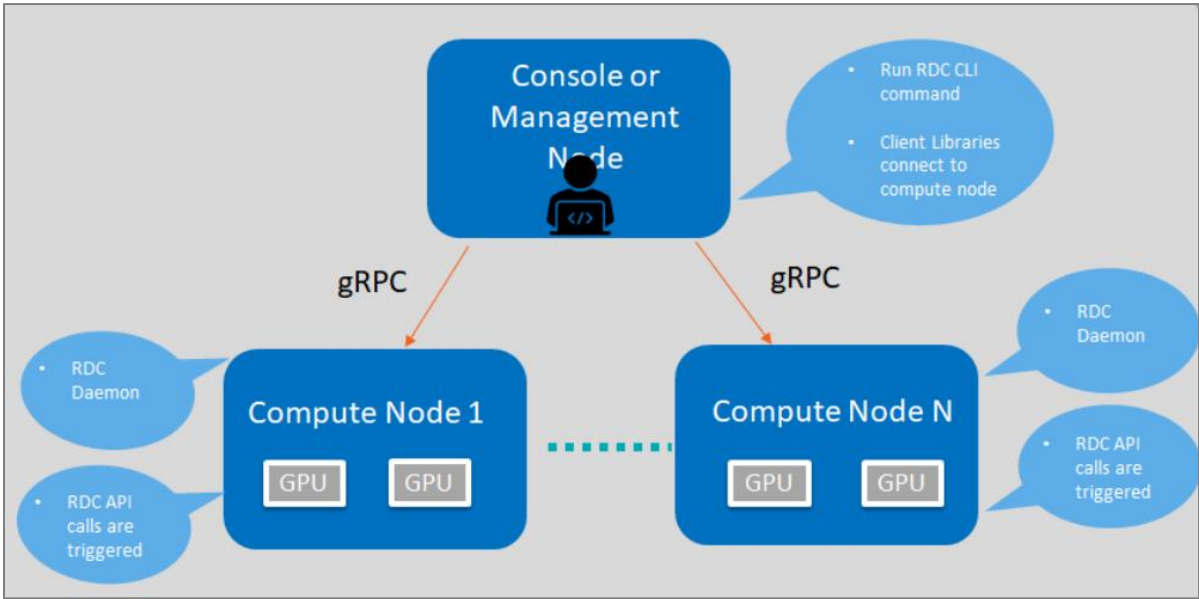 Console or
Management
Node
</>
• Run RDC CLI
command
• Client Libraries
connect to
compute node
gRPC
gRPC
• RDC
Daemon
• RDC
Daemon
Compute Node 1
GPU GPU
Compute Node N
GPU GPU
• RDC API
calls are
triggered
• RDC API
calls are
triggered